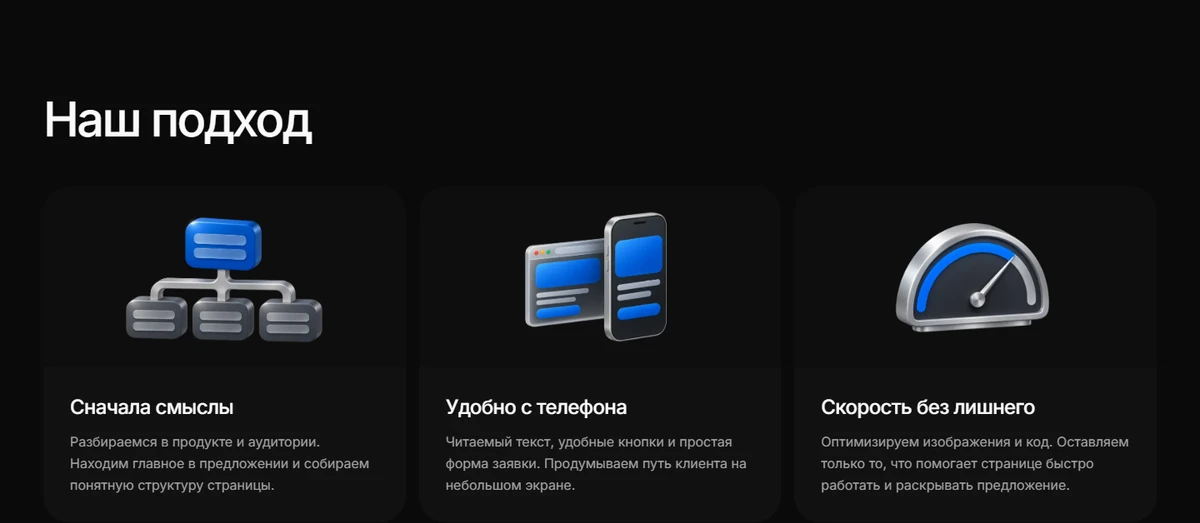 Наш подход
Сначала смыслы
Разбираемся в продукте и аудитории.
Находим главное в предложении и собираем
понятную структуру страницы.
Удобно с телефона
Читаемый текст, удобные кнопки и простая
форма заявки. Продумываем путь клиента на
небольшом экране.
Скорость без лишнего
Оптимизируем изображения и код. Оставляем
только то, что помогает странице быстро
работать и раскрывать предложение.